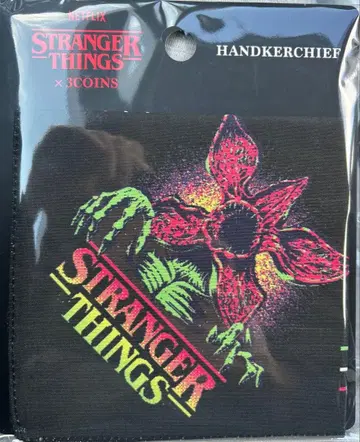 NETFLIX
STRANGER
THINGS
× 3COINS
HANDKERCHIEF
STRANGER
THINGS